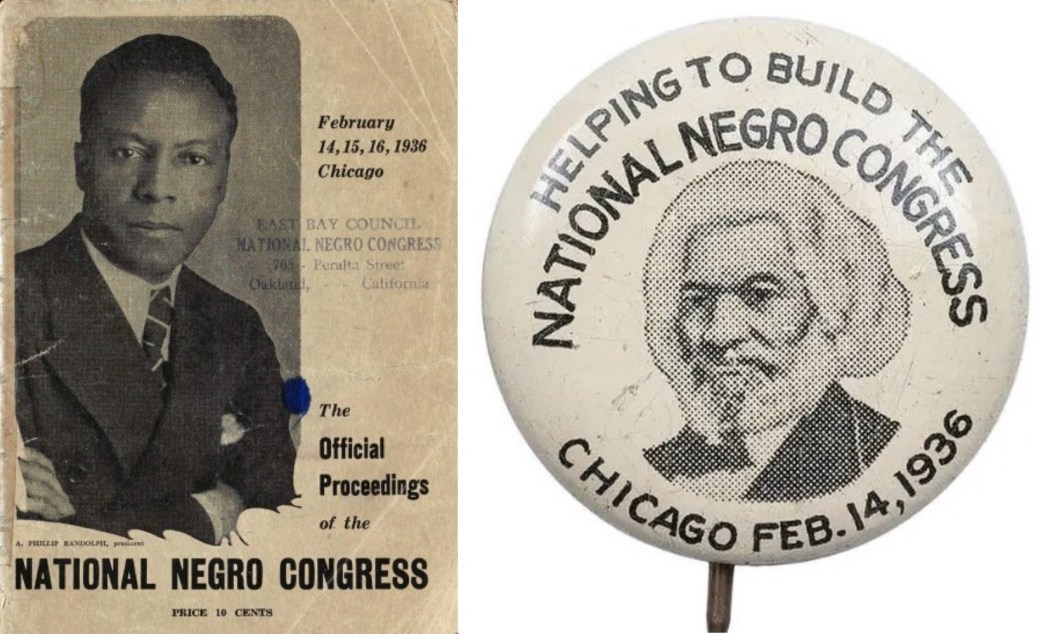 February
14, 15, 16, 1936
Chicago
EAST BAY COUNCIL
NATIONAL NEGRO CONGRESS
705 - Peralta Street
Oakland, - - California
The
Official
Proceedings
of the
A. PHILLIP RANDOLPH, president
NATIONAL NEGRO CONGRESS
PRICE 10 CENTS
HELPING TO BUILD THE
NATIONAL NEGRO CONGRESS
CHICAGO FEB. 14, 1936